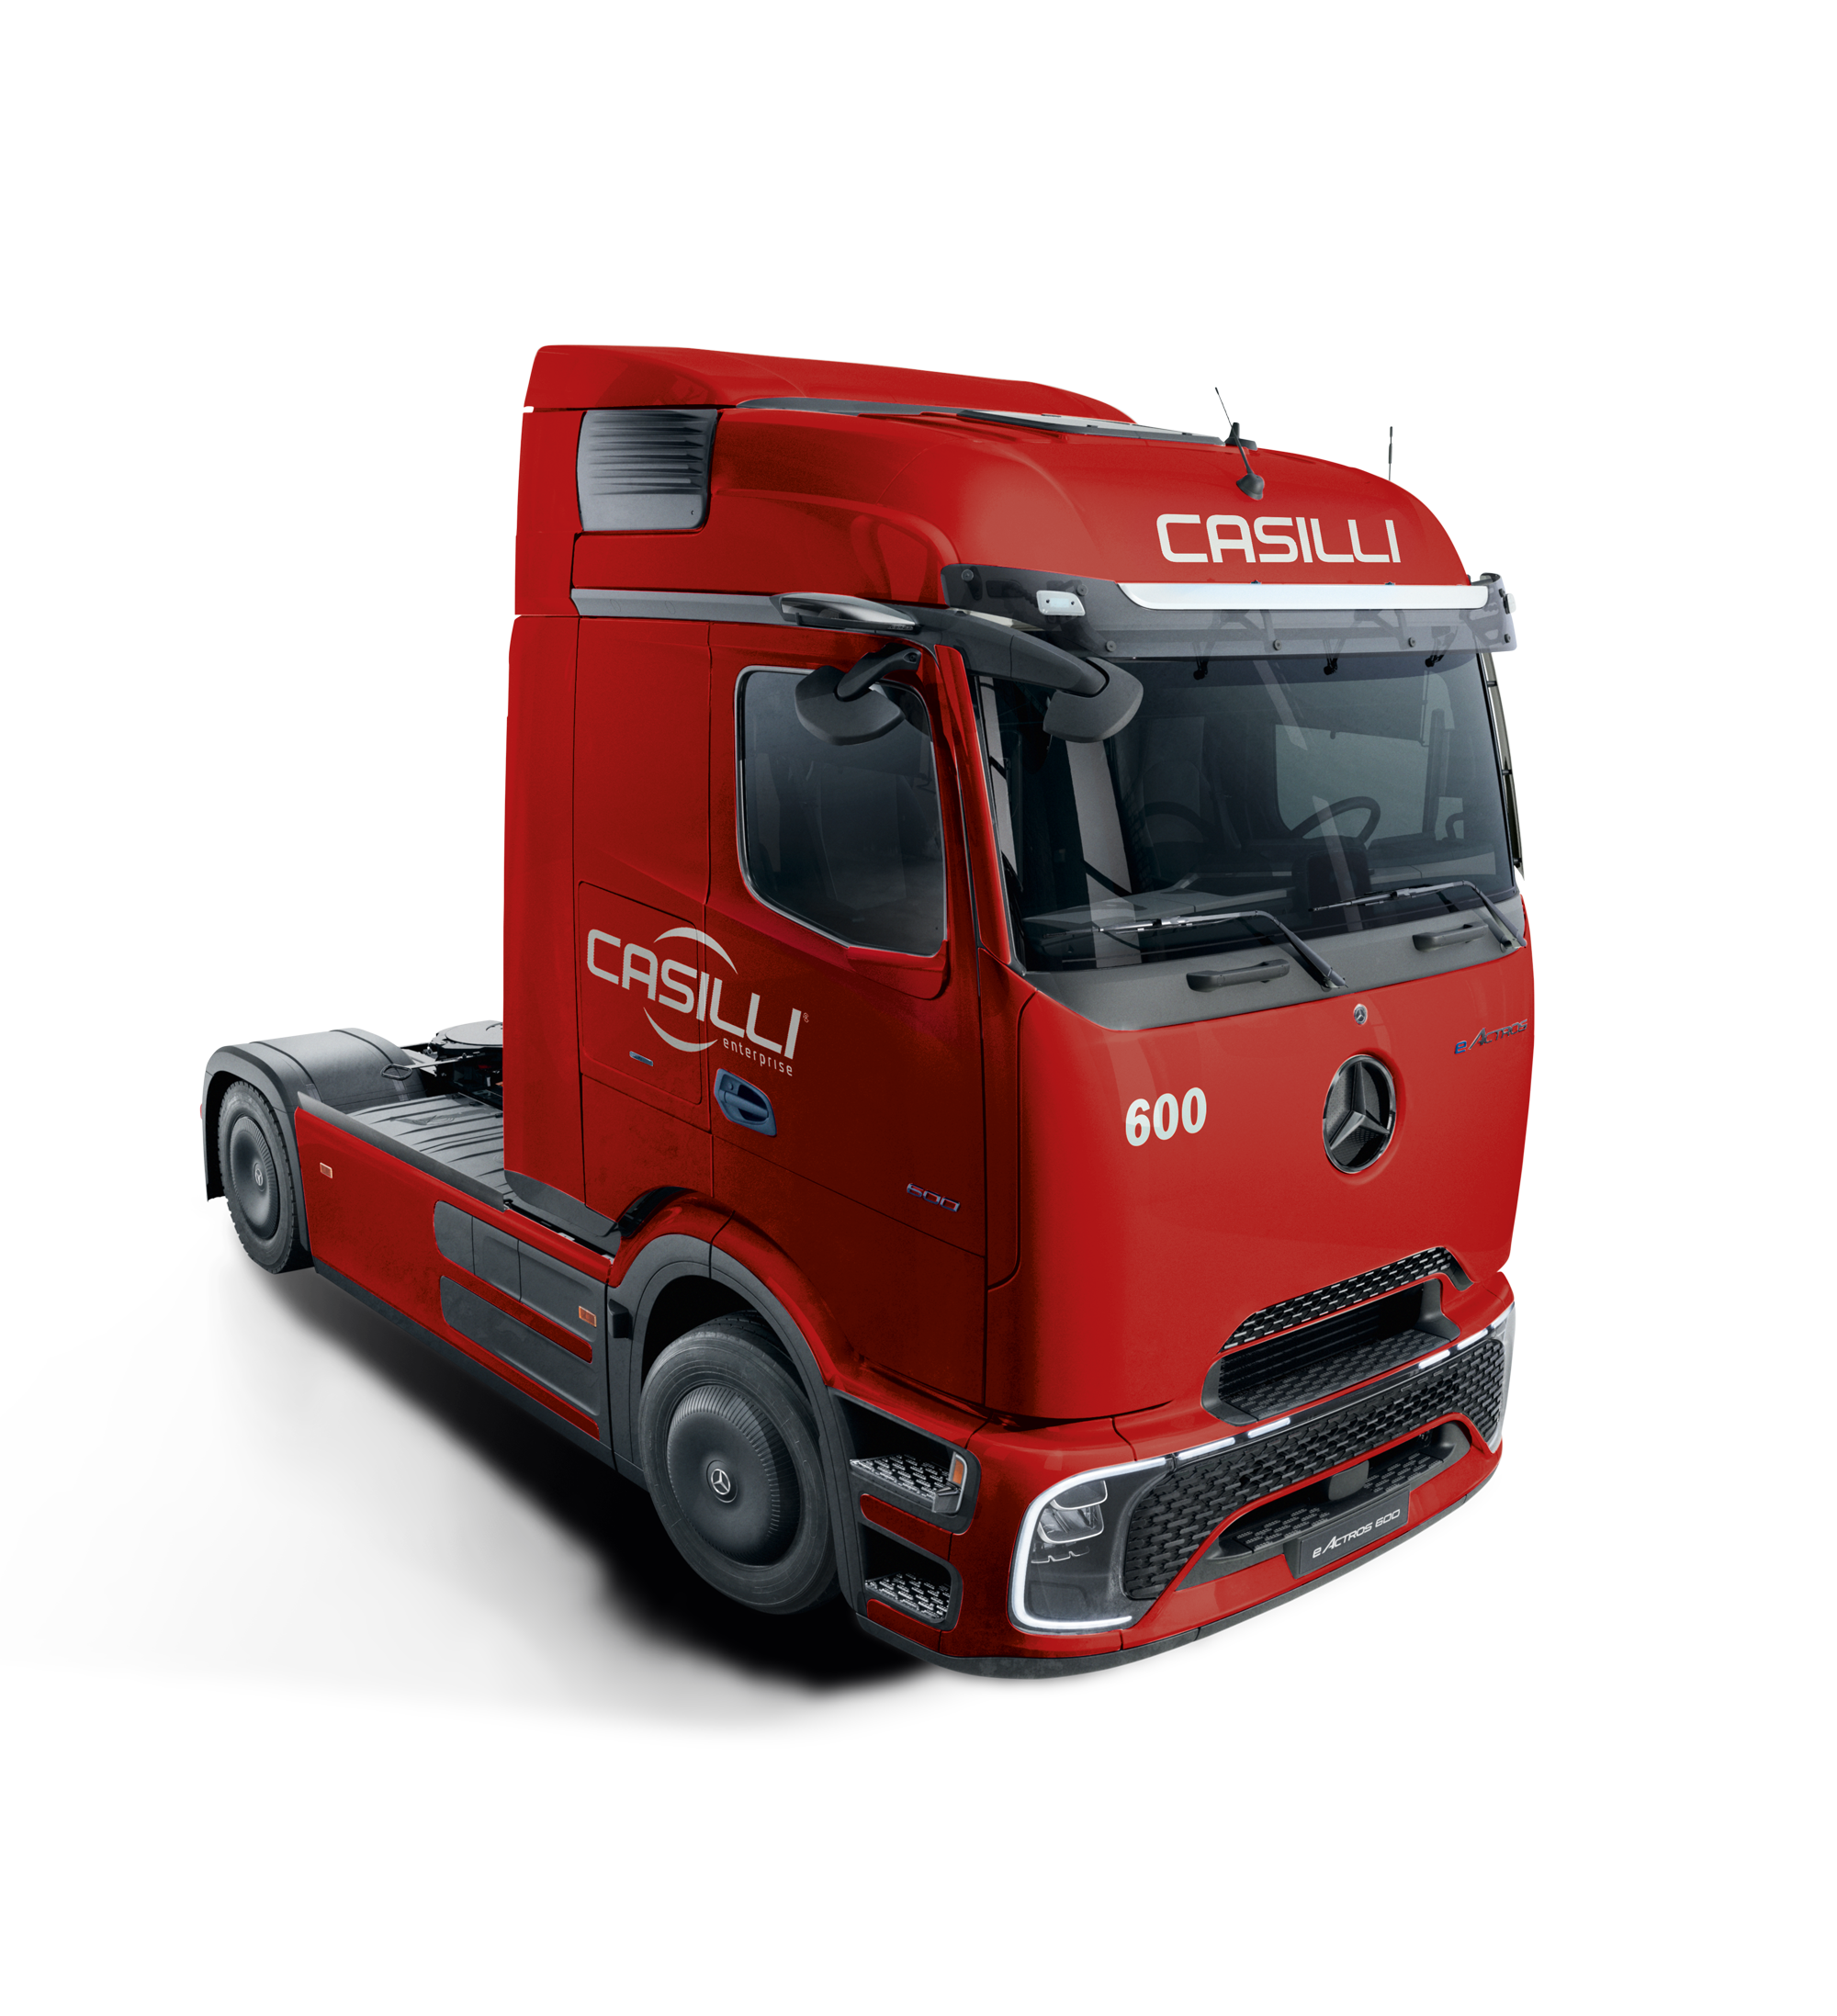 CASILLI
CASILLI®
enterprise
600
eACTROS
600
eACTROS 600